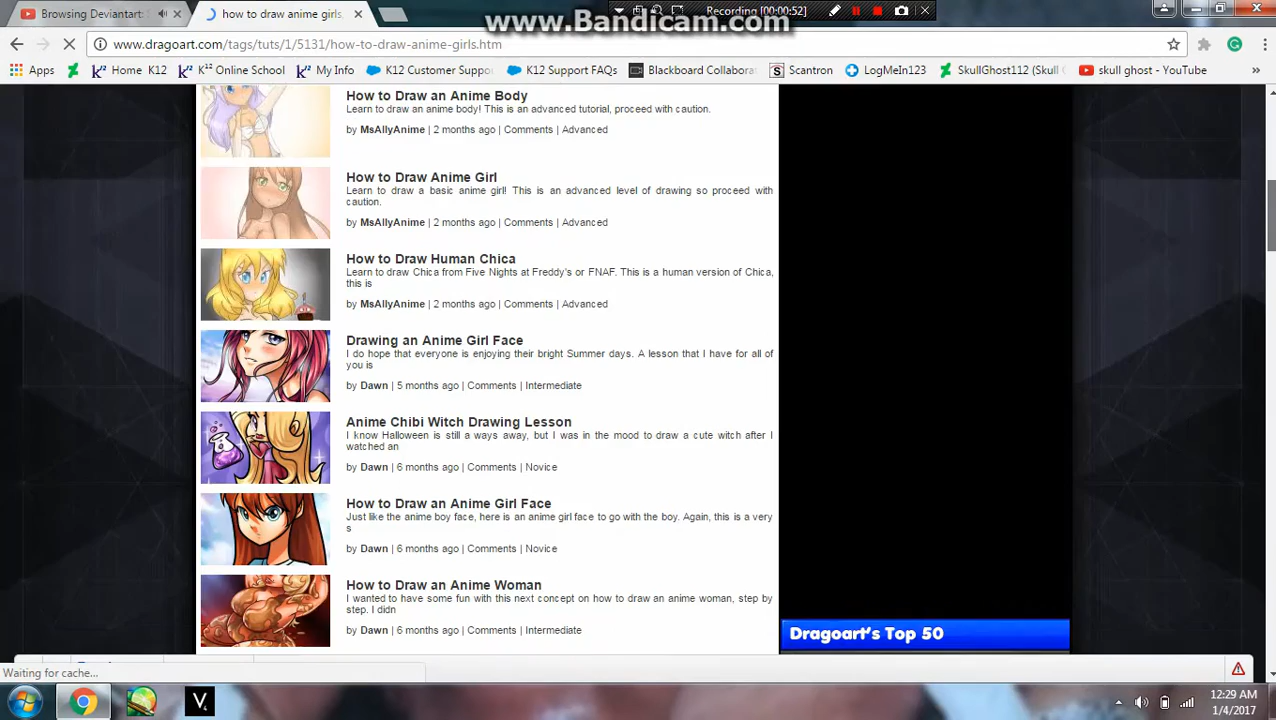 Browsing Deviantart:
how to draw anime girls,
www.Bandicam.com
Recording [00:00:52]
www.dragoart.com/tags/tuts/1/5131/how-to-draw-anime-girls.htm
Apps
Home K12
K¹² Online School
My Info
K12 Customer Suppo
K12 Support FAQs
Blackboard Collabora
Scantron
LogMeIn123
SkullGhost112 (Skull
skull ghost - YouTube
»
How to Draw an Anime Body
Learn to draw an anime body! This is an advanced tutorial, proceed with caution.
by MsAllyAnime | 2 months ago | Comments | Advanced
How to Draw Anime Girl
Learn to draw a basic anime girl! This is an advanced level of drawing so proceed with
caution.
by MsAllyAnime | 2 months ago | Comments | Advanced
How to Draw Human Chica
Learn to draw Chica from Five Nights at Freddy's or FNAF. This is a human version of Chica,
this is
by MsAllyAnime | 2 months ago | Comments | Advanced
Drawing an Anime Girl Face
I do hope that everyone is enjoying their bright Summer days. A lesson that I have for all of
you is
by Dawn | 5 months ago | Comments | Intermediate
Anime Chibi Witch Drawing Lesson
I know Halloween is still a ways away, but I was in the mood to draw a cute witch after I
watched an
by Dawn | 6 months ago | Comments | Novice
How to Draw an Anime Girl Face
Just like the anime boy face, here is an anime girl face to go with the boy. Again, this is a very
s
by Dawn | 6 months ago | Comments | Novice
How to Draw an Anime Woman
I wanted to have some fun with this next concept on how to draw an anime woman, step by
step. I didn
by Dawn | 6 months ago | Comments | Intermediate
Dragoart's Top 50
Waiting for cache...
12:29 AM
1/4/2017